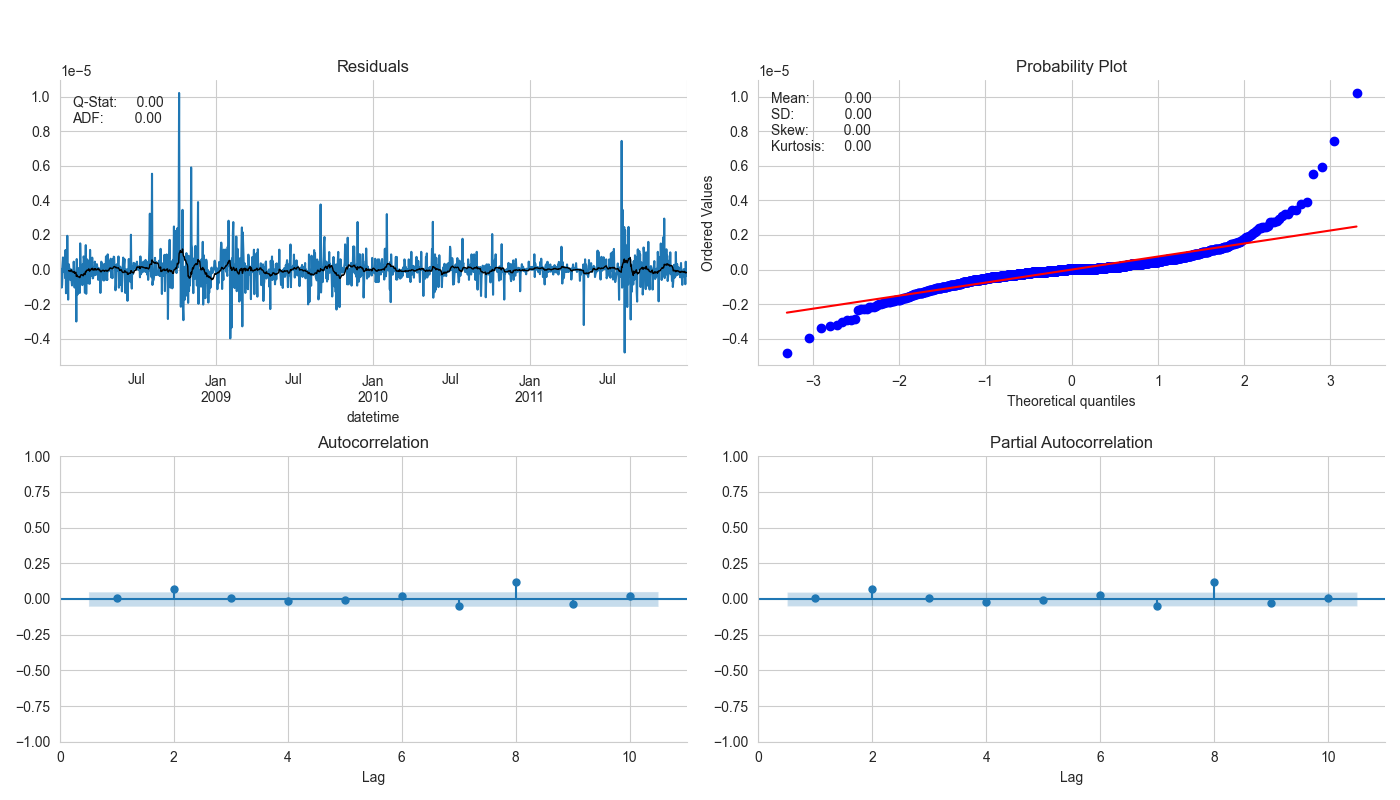 Residuals
1e−5
Q-Stat: 0.00
ADF: 0.00
1.0
0.8
0.6
0.4
0.2
0.0
−0.2
−0.4
Jul Jan Jul Jan Jul Jan Jul
2009 2010 2011
datetime
Probability Plot
1e−5
Mean: 0.00
SD: 0.00
Skew: 0.00
Kurtosis: 0.00
Ordered Values
1.0
0.8
0.6
0.4
0.2
0.0
−0.2
−0.4
−3 −2 −1 0 1 2 3
Theoretical quantiles
Autocorrelation
1.00
0.75
0.50
0.25
0.00
−0.25
−0.50
−0.75
−1.00
0 2 4 6 8 10
Lag
Partial Autocorrelation
1.00
0.75
0.50
0.25
0.00
−0.25
−0.50
−0.75
−1.00
0 2 4 6 8 10
Lag